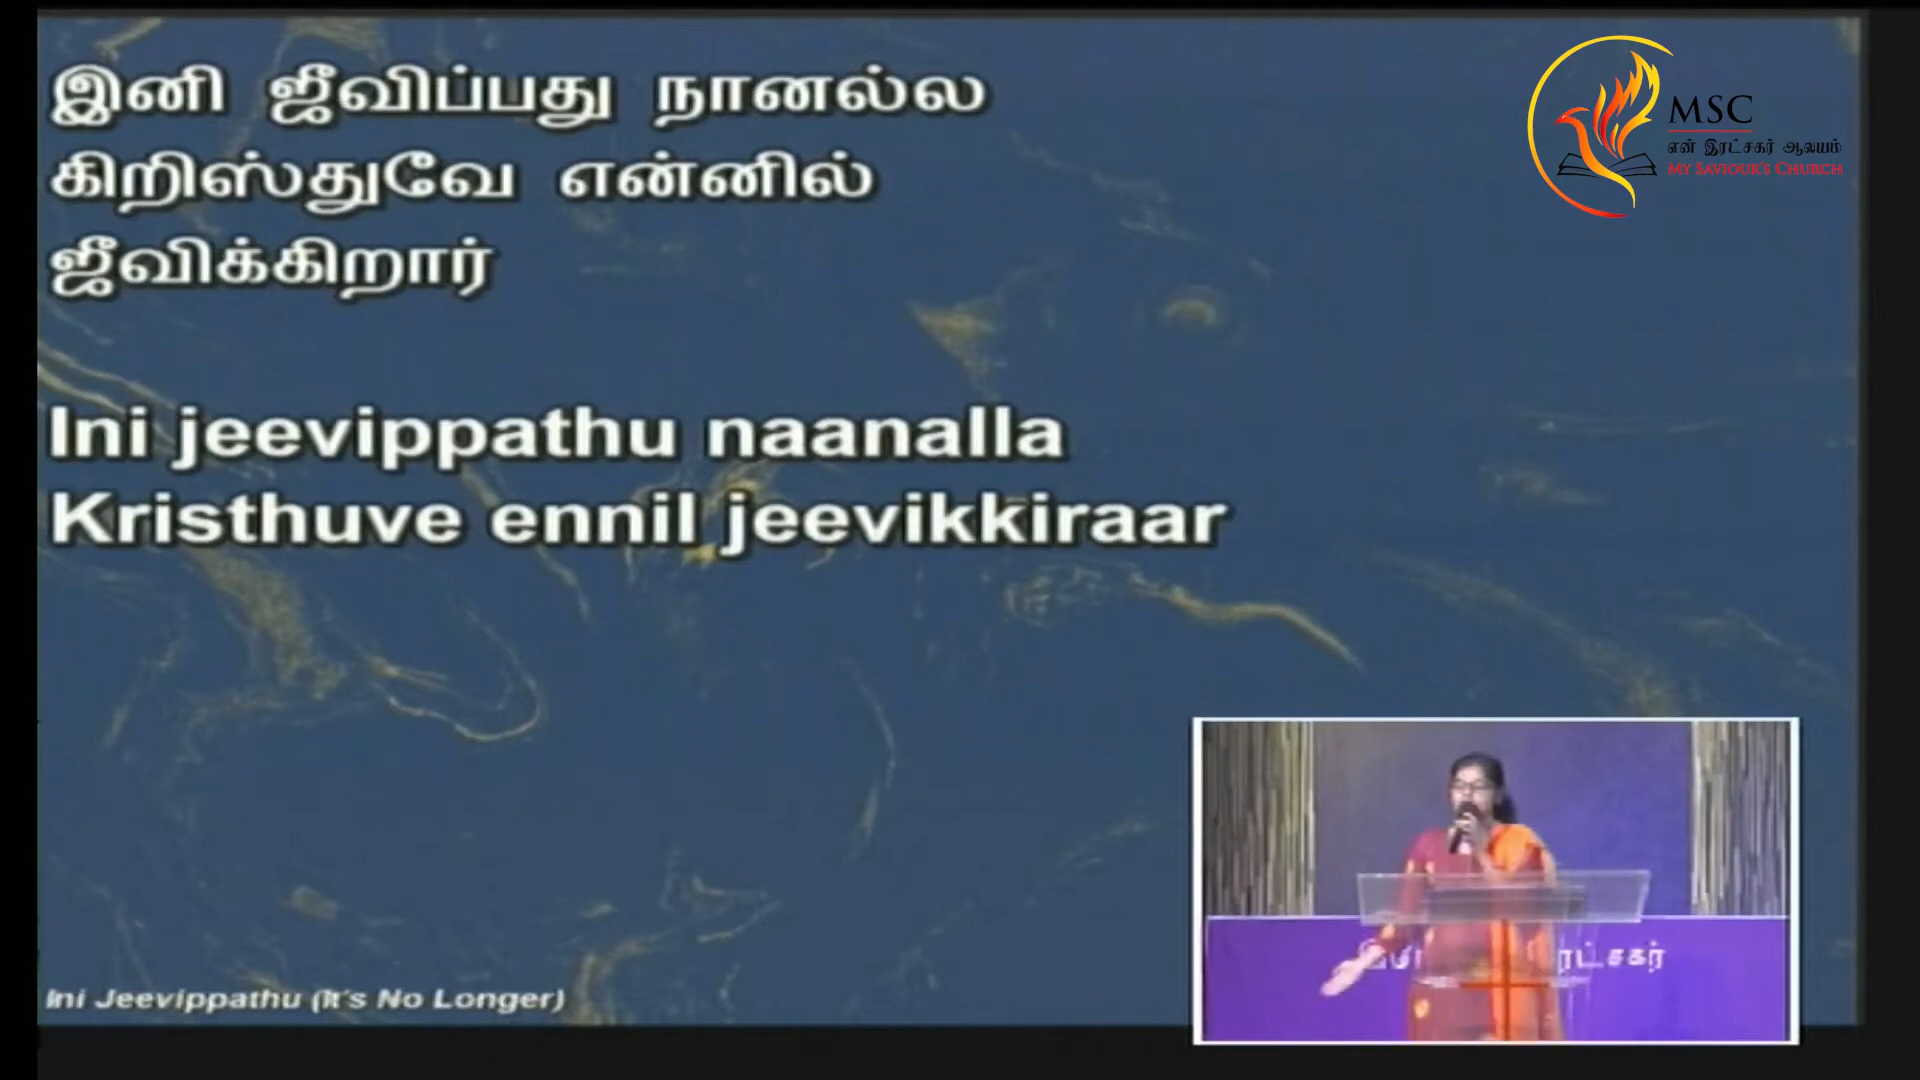 இனி ஜீவிப்பது நானல்ல
கிறிஸ்துவே என்னில்
ஜீவிக்கிறார்
Ini jeevippathu naanalla
Kristhuve ennil jeevikkiraar
Ini Jeevippathu (It's No Longer)
MSC
என் இரட்சகர் ஆலயம்
MY SAVIOUR'S CHURCH